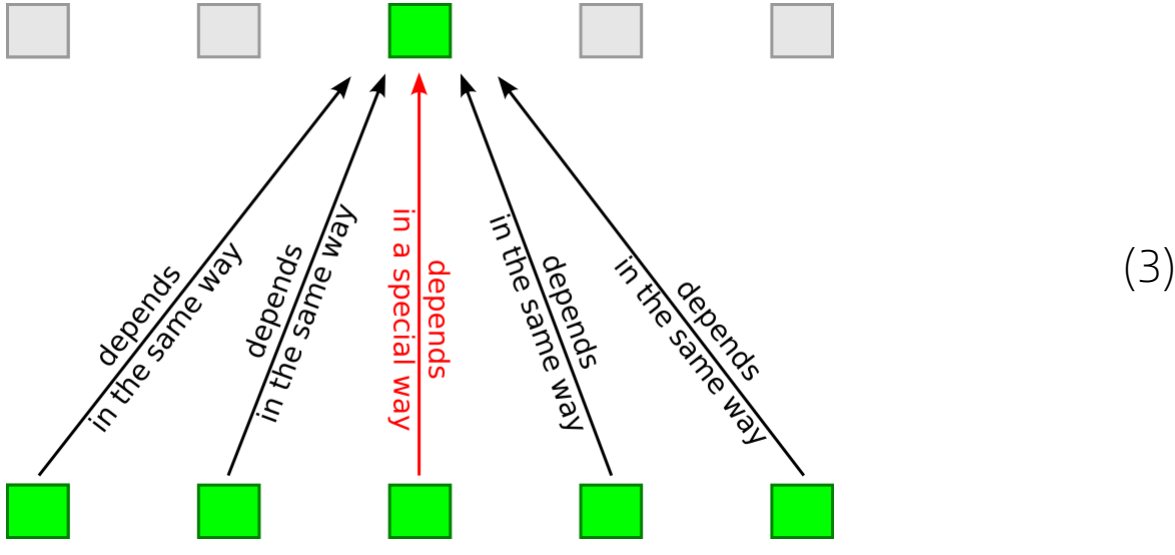 depends
in the same way
depends
in the same way
depends
in a special way
depends
in the same way
depends
in the same way
(3)